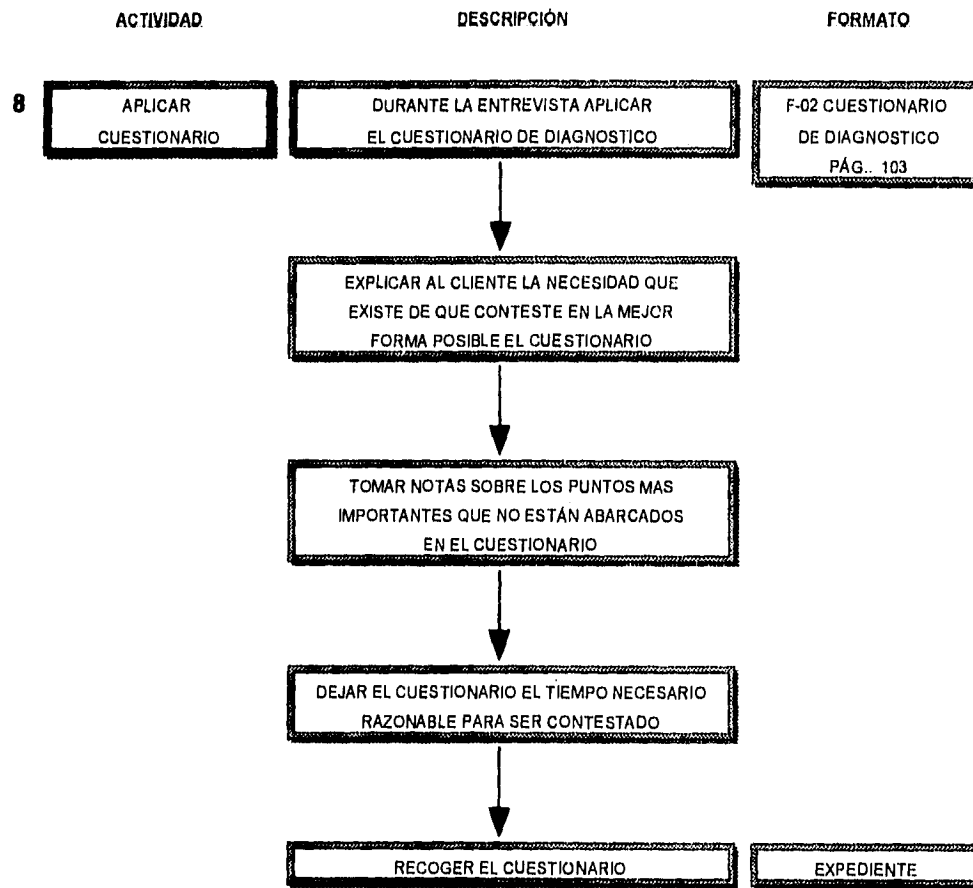 ACTIVIDAD DESCRIPCIÓN FORMATO
8
APLICAR
CUESTIONARIO
DURANTE LA ENTREVISTA APLICAR
EL CUESTIONARIO DE DIAGNOSTICO
F-02 CUESTIONARIO
DE DIAGNOSTICO
PÁG.. 103
EXPLICAR AL CLIENTE LA NECESIDAD QUE
EXISTE DE QUE CONTESTE EN LA MEJOR
FORMA POSIBLE EL CUESTIONARIO
TOMAR NOTAS SOBRE LOS PUNTOS MAS
IMPORTANTES QUE NO ESTÁN ABARCADOS
EN EL CUESTIONARIO
DEJAR EL CUESTIONARIO EL TIEMPO NECESARIO
RAZONABLE PARA SER CONTESTADO
RECOGER EL CUESTIONARIO
EXPEDIENTE